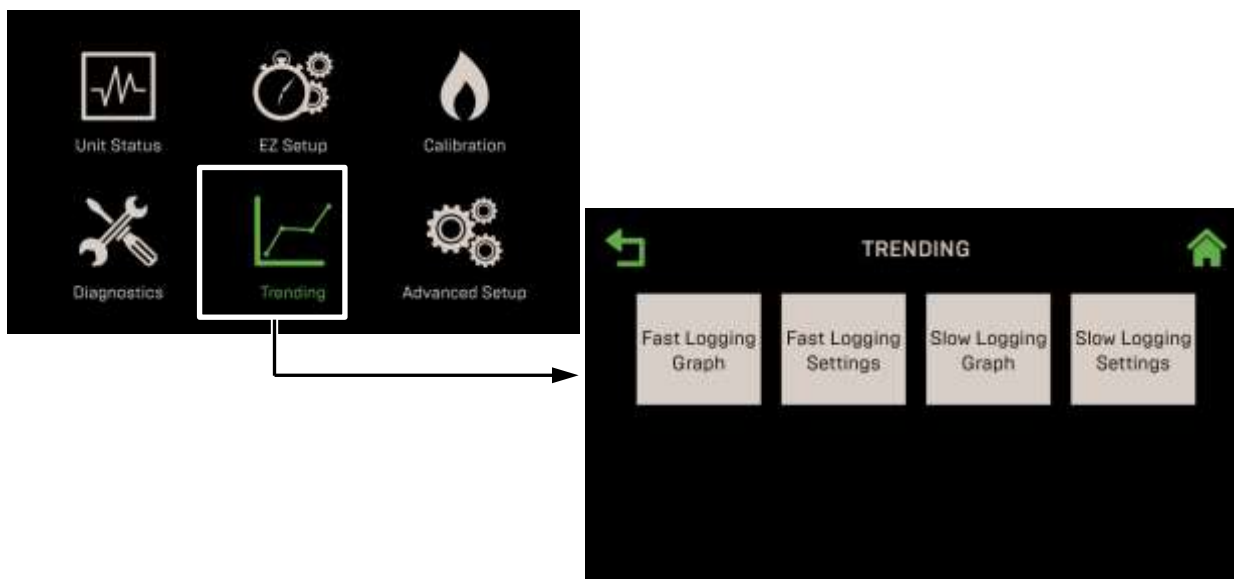 Unit Status
EZ Setup
Calibration
Diagnostics
Trending
Advanced Setup
TRENDING
Fast Logging
Graph
Fast Logging
Settings
Slow Logging
Graph
Slow Logging
Settings